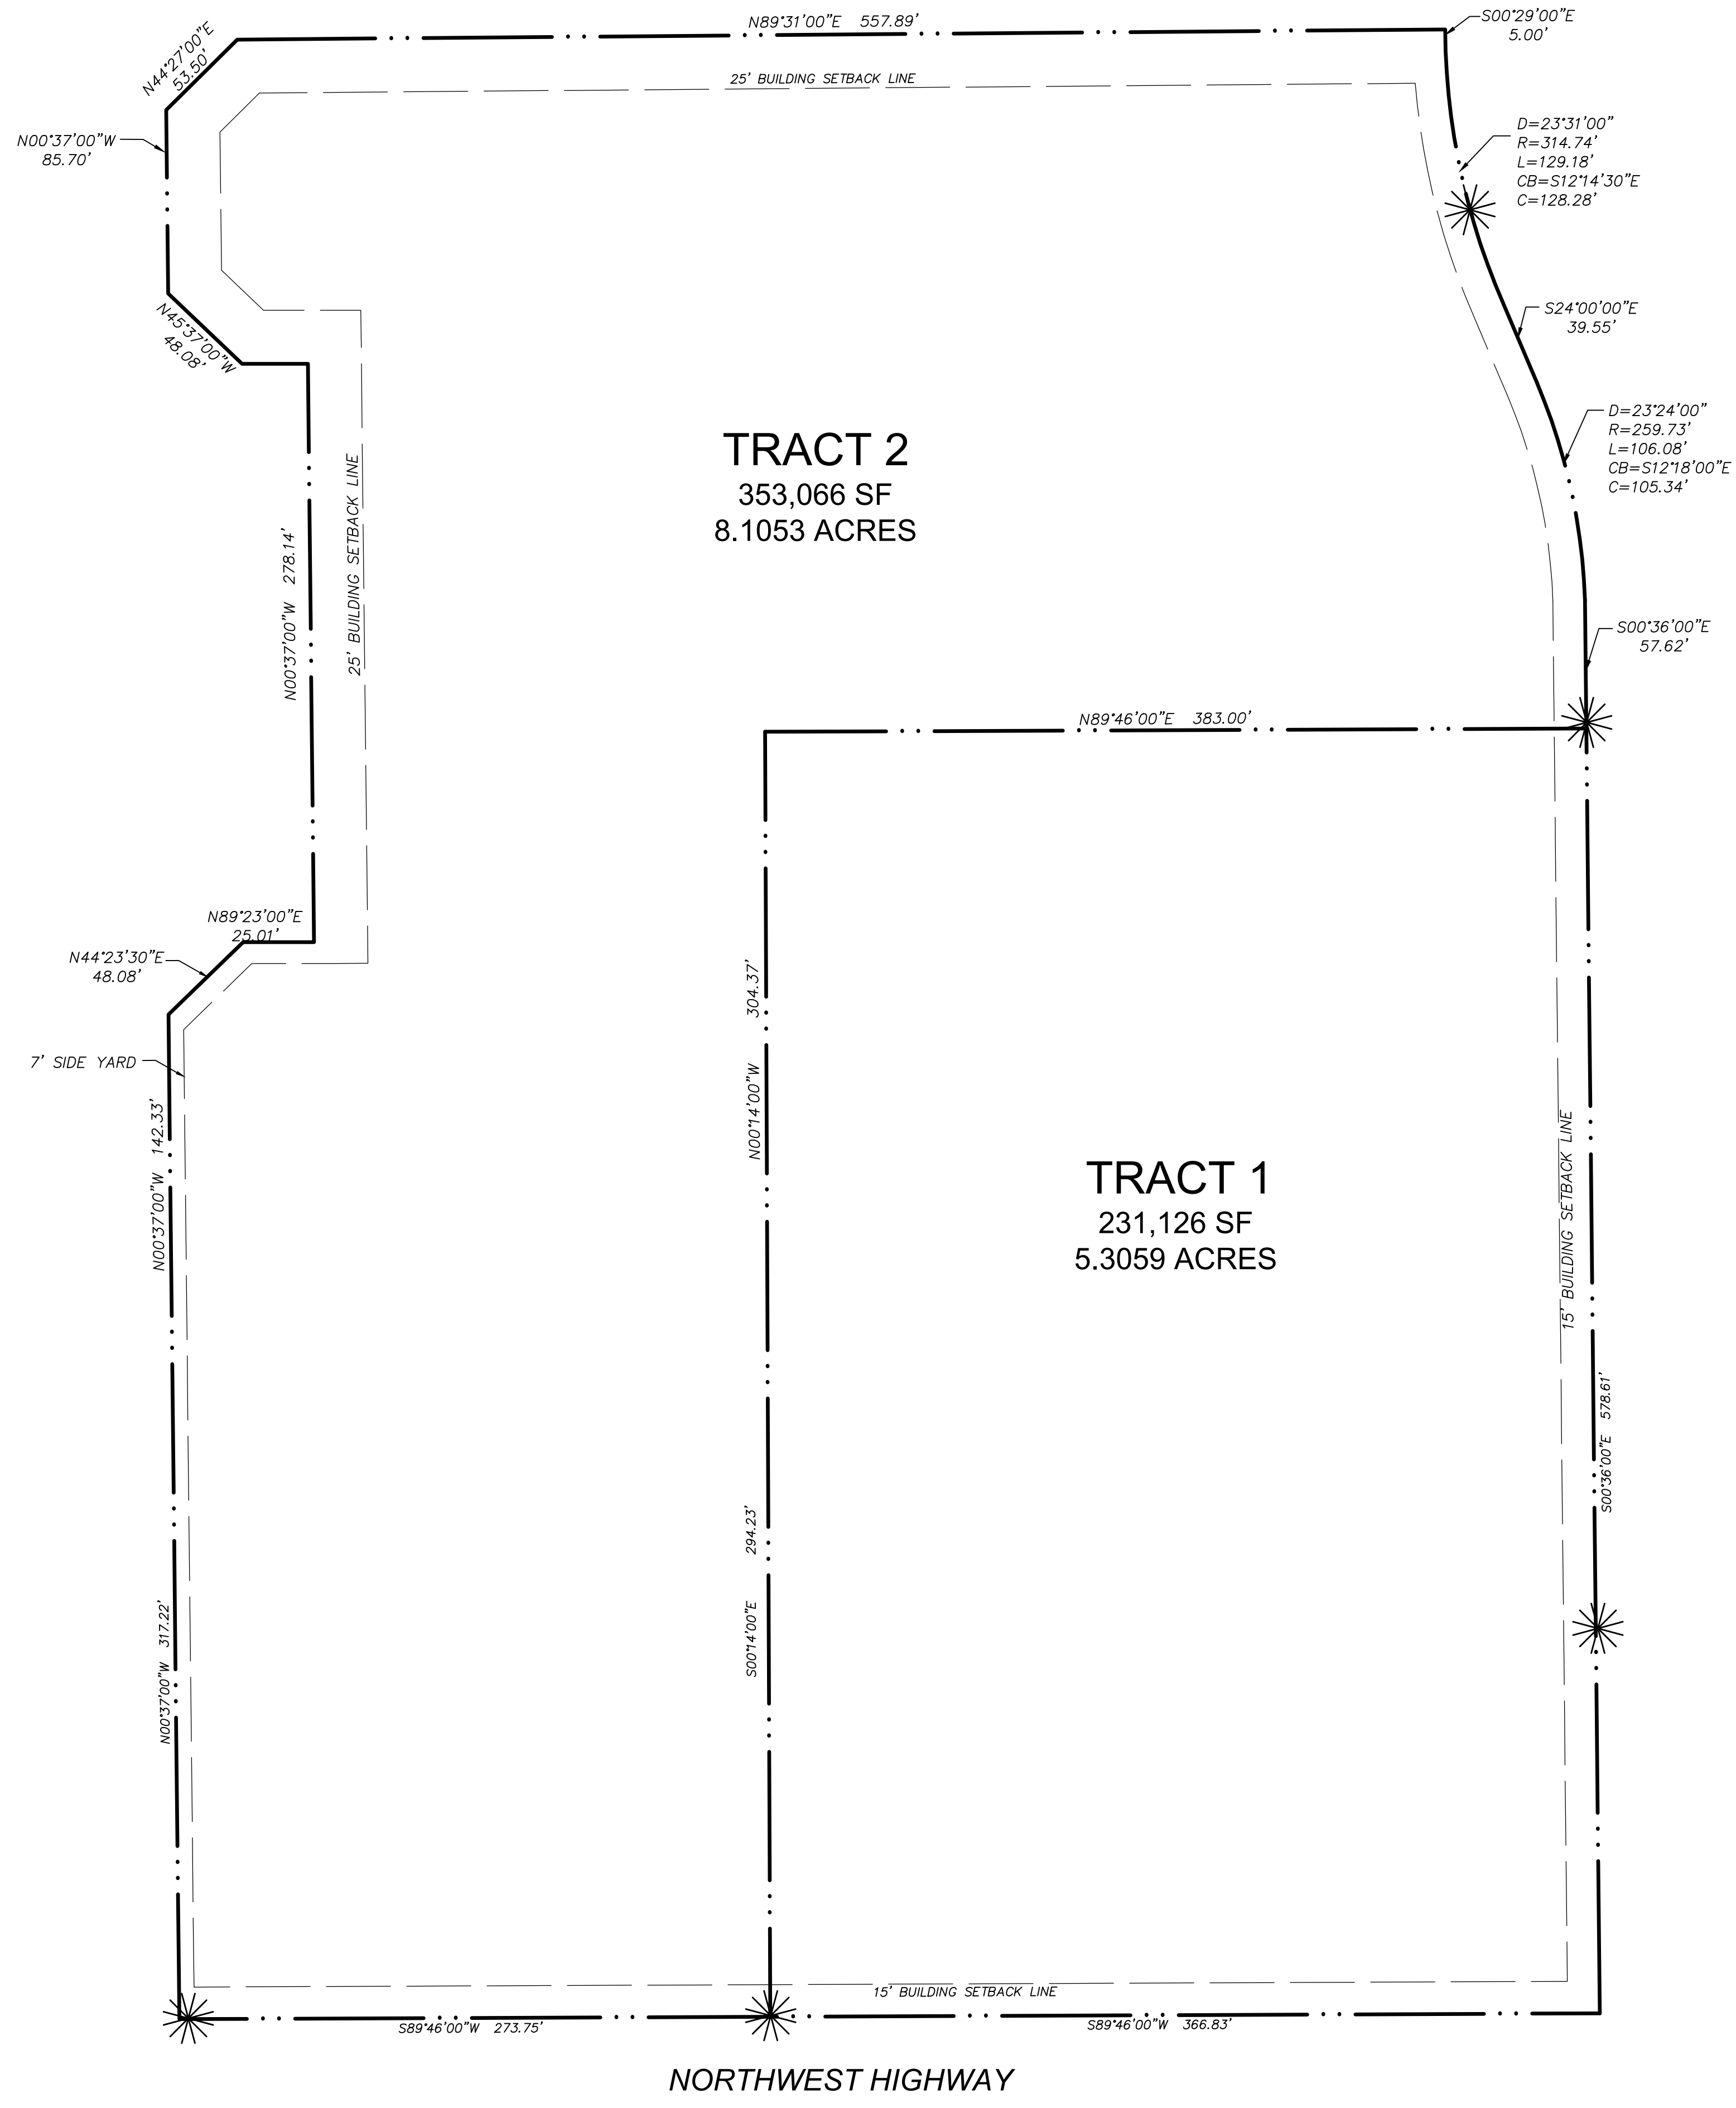 N89°31'00"E 557.89'
S00°29'00"E
5.00'
N44°27'00"E
53.50'
25' BUILDING SETBACK LINE
N00°37'00"W
85.70'
D=23°31'00"
R=314.74'
L=129.18'
CB=S12°14'30"E
C=128.28'
N45°37'00"W
48.08'
S24°00'00"E
39.55'
TRACT 2
353,066 SF
8.1053 ACRES
D=23°24'00"
R=259.73'
L=106.08'
CB=S12°18'00"E
C=105.34'
N00°37'00"W 278.14'
25' BUILDING SETBACK LINE
S00°36'00"E
57.62'
N89°46'00"E 383.00'
N89°23'00"E
25.01'
N44°23'30"E
48.08'
7' SIDE YARD
N00°14'00"W 304.37'
N00°37'00"W 142.33'
TRACT 1
231,126 SF
5.3059 ACRES
15' BUILDING SETBACK LINE
S00°36'00"E 578.61'
S00°14'00"E 294.23'
N00°37'00"W 317.22'
15' BUILDING SETBACK LINE
S89°46'00"W 273.75'
S89°46'00"W 366.83'
NORTHWEST HIGHWAY